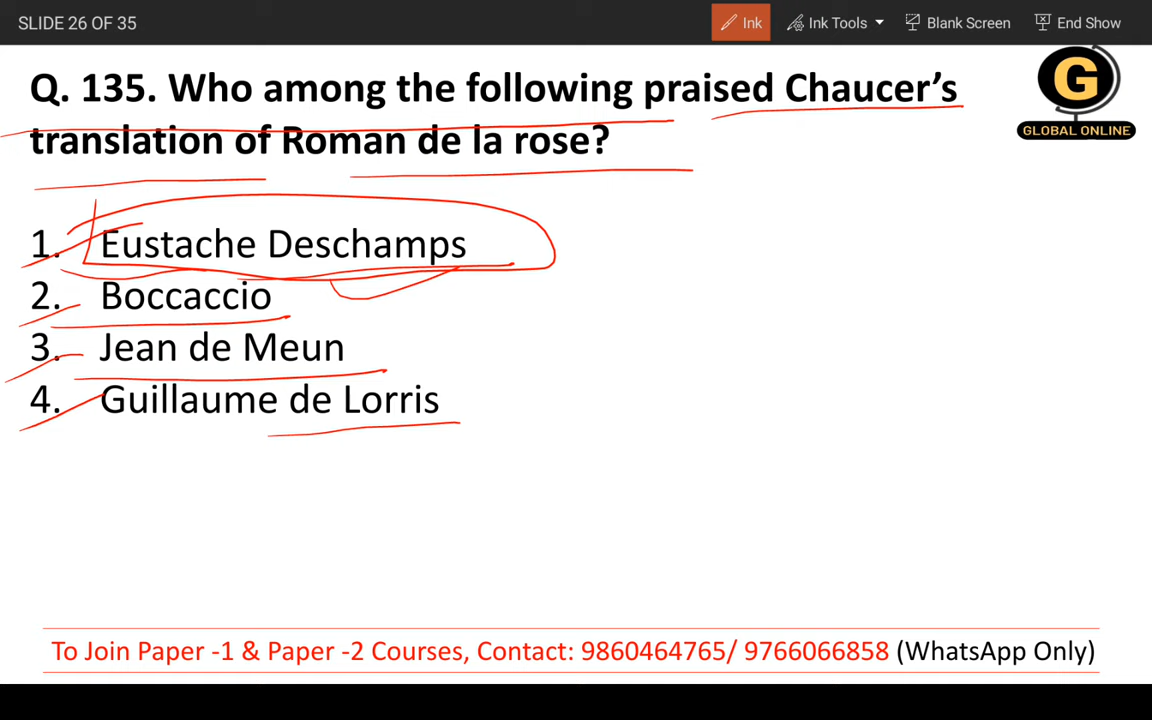 SLIDE 26 OF 35
Ink
Ink Tools
Blank Screen
End Show
G
GLOBAL ONLINE
Q. 135. Who among the following praised Chaucer’s
translation of Roman de la rose?
1. Eustache Deschamps
2. Boccaccio
3. Jean de Meun
4. Guillaume de Lorris
To Join Paper -1 & Paper -2 Courses, Contact: 9860464765/ 9766066858 (WhatsApp Only)